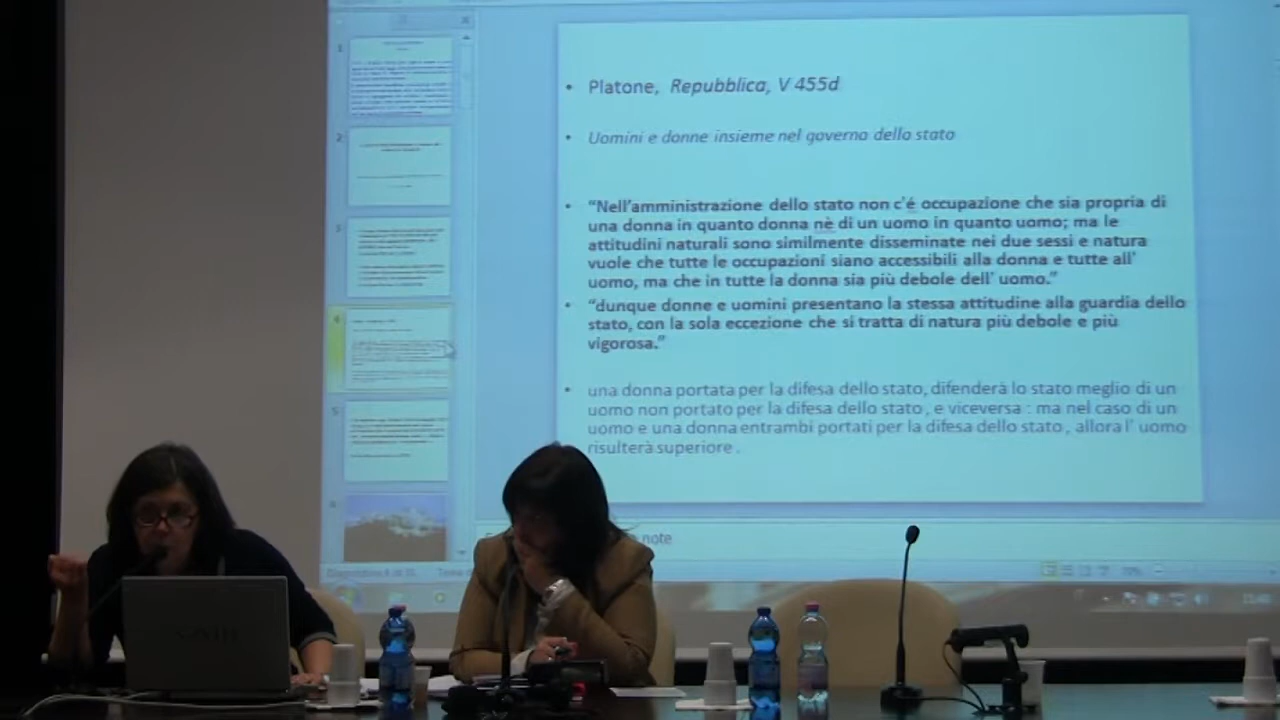 Platone, Repubblica, V 455d
Uomini e donne insieme nel governo dello stato
“Nell'amministrazione dello stato non c'é occupazione che sia propria di
una donna in quanto donna nè di un uomo in quanto uomo; ma le
attitudini naturali sono similmente disseminate nei due sessi e natura
vuole che tutte le occupazioni siano accessibili alla donna e tutte all'
uomo, ma che in tutte la donna sia più debole dell' uomo.”
“dunque donne e uomini presentano la stessa attitudine alla guardia dello
stato, con la sola eccezione che si tratta di natura più debole e più
vigorosa.”
una donna portata per la difesa dello stato, difenderà lo stato meglio di un
uomo non portato per la difesa dello stato , e viceversa : ma nel caso di un
uomo e una donna entrambi portati per la difesa dello stato , allora l' uomo
risulterà superiore .
1
2
3
4
5
note